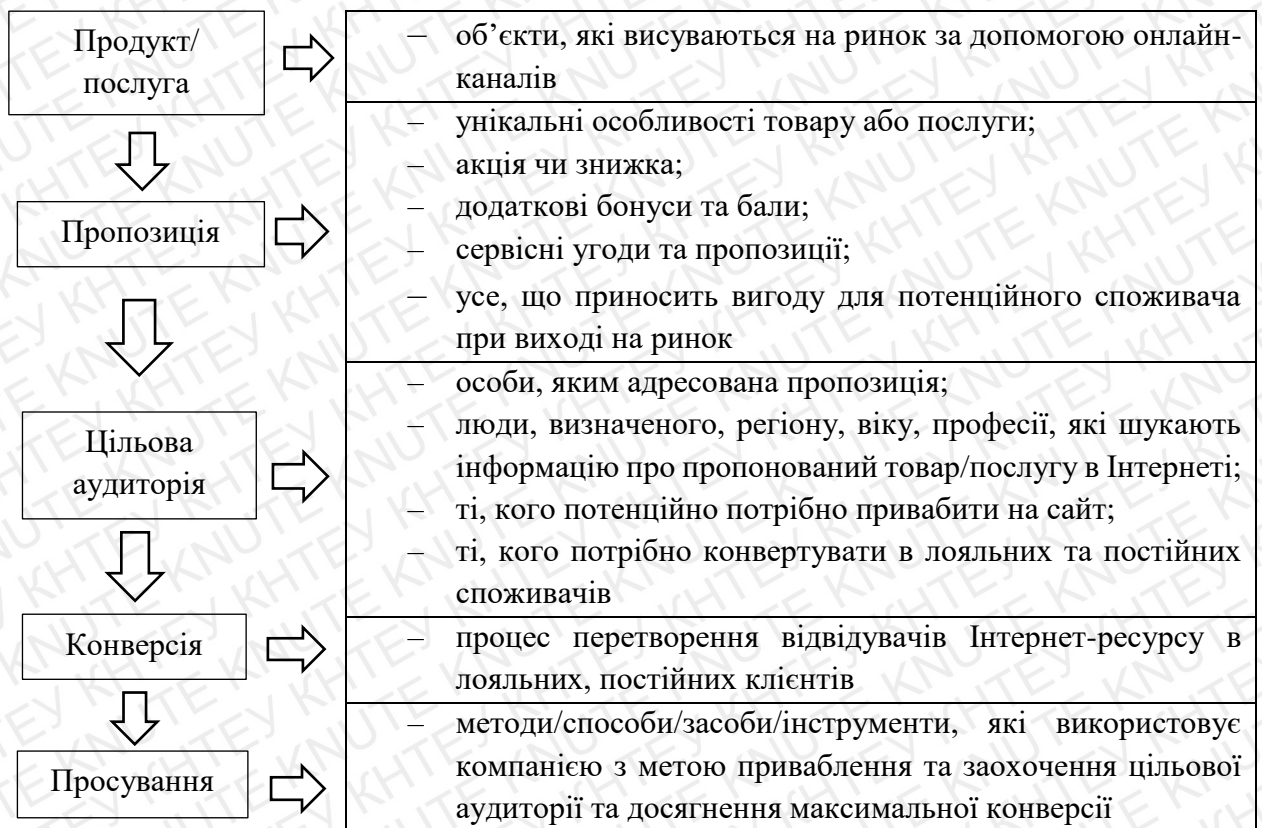 Продукт/
послуга
– об’єкти, які висуваються на ринок за допомогою онлайн-
каналів
Пропозиція
– унікальні особливості товару або послуги;
– акція чи знижка;
– додаткові бонуси та бали;
– сервісні угоди та пропозиції;
– усе, що приносить вигоду для потенційного споживача
при виході на ринок
Цільова
аудиторія
– особи, яким адресована пропозиція;
– люди, визначеного, регіону, віку, професії, які шукають
інформацію про пропонований товар/послугу в Інтернеті;
– ті, кого потенційно потрібно привабити на сайт;
– ті, кого потрібно конвертувати в лояльних та постійних
споживачів
Конверсія
– процес перетворення відвідувачів Інтернет-ресурсу в
лояльних, постійних клієнтів
Просування
– методи/способи/засоби/інструменти, які використовує
компанією з метою приваблення та заохочення цільової
аудиторії та досягнення максимальної конверсії